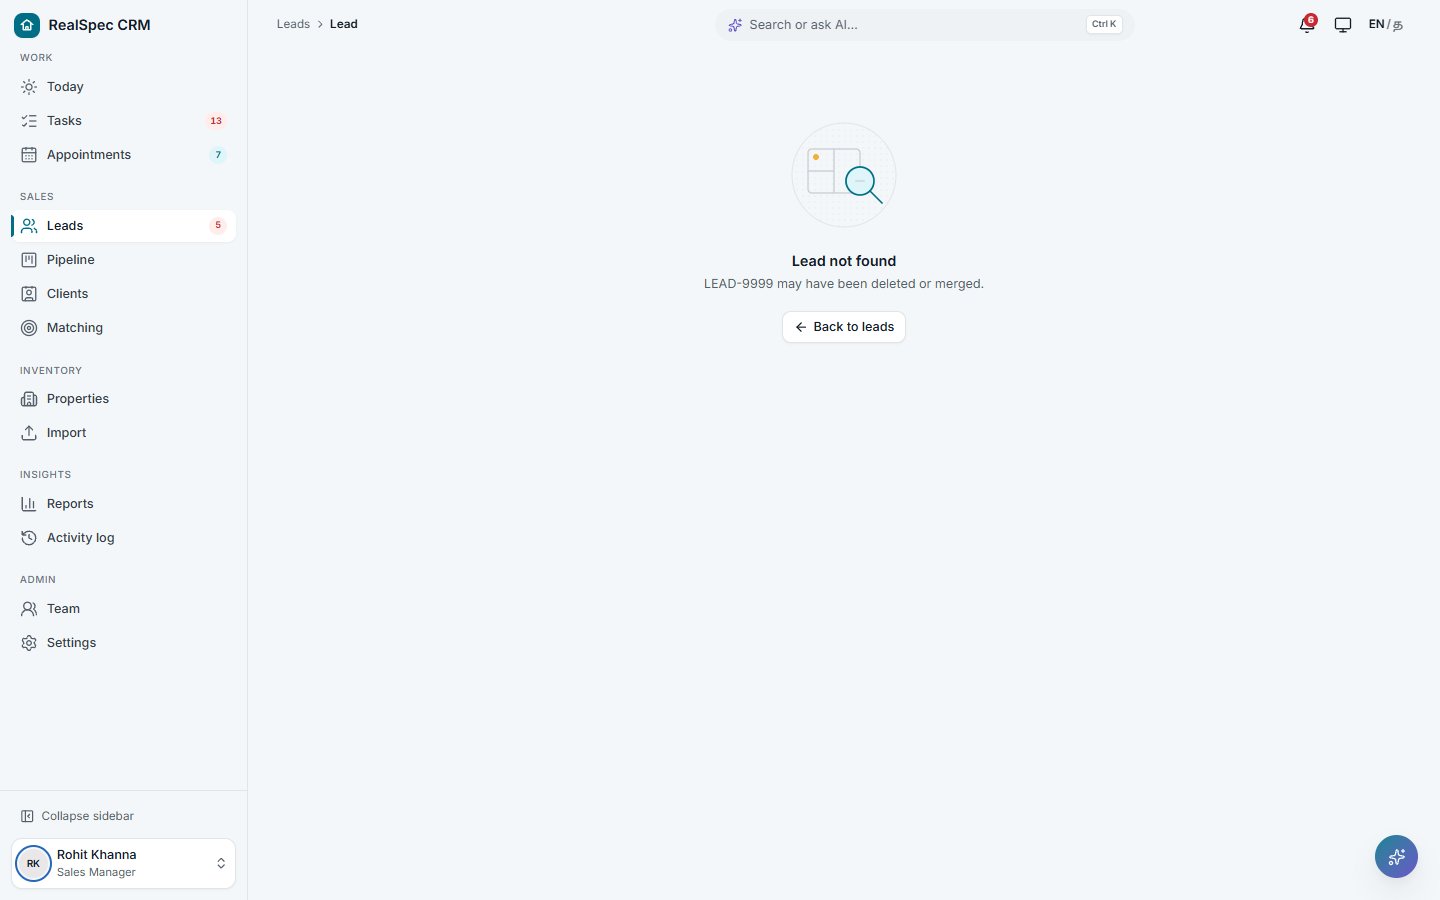 RealSpec CRM
WORK
Today
Tasks 13
Appointments 7
SALES
Leads 5
Pipeline
Clients
Matching
INVENTORY
Properties
Import
INSIGHTS
Reports
Activity log
ADMIN
Team
Settings
Collapse sidebar
RK
Rohit Khanna
Sales Manager
Leads > Lead
Search or ask AI... Ctrl K
6
EN / த
Lead not found
LEAD-9999 may have been deleted or merged.
Back to leads